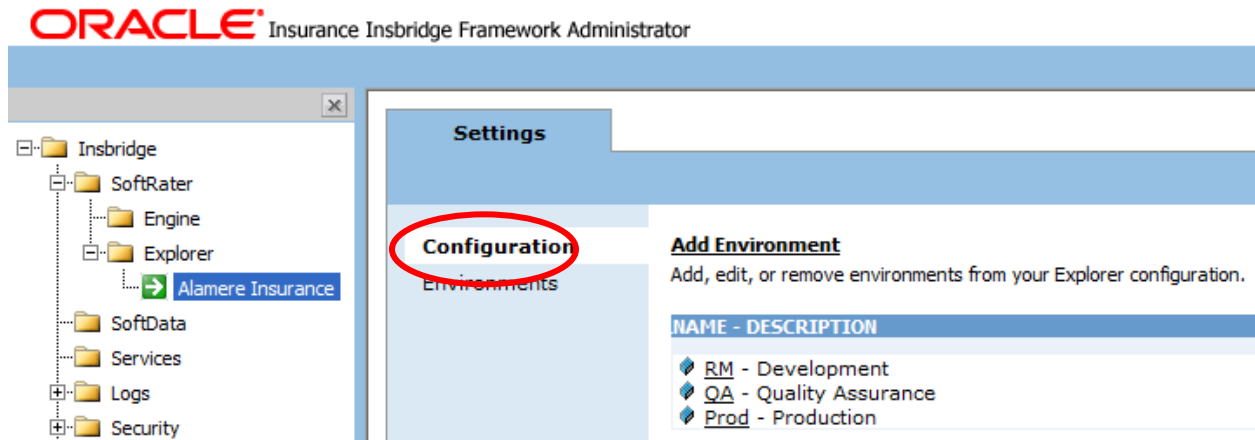 ORACLE Insurance Insbridge Framework Administrator
Insbridge
SoftRater
Engine
Explorer
Alamere Insurance
SoftData
Services
Logs
Security
Settings
Configuration
Environments
Add Environment
Add, edit, or remove environments from your Explorer configuration.
NAME - DESCRIPTION
RM - Development
QA - Quality Assurance
Prod - Production